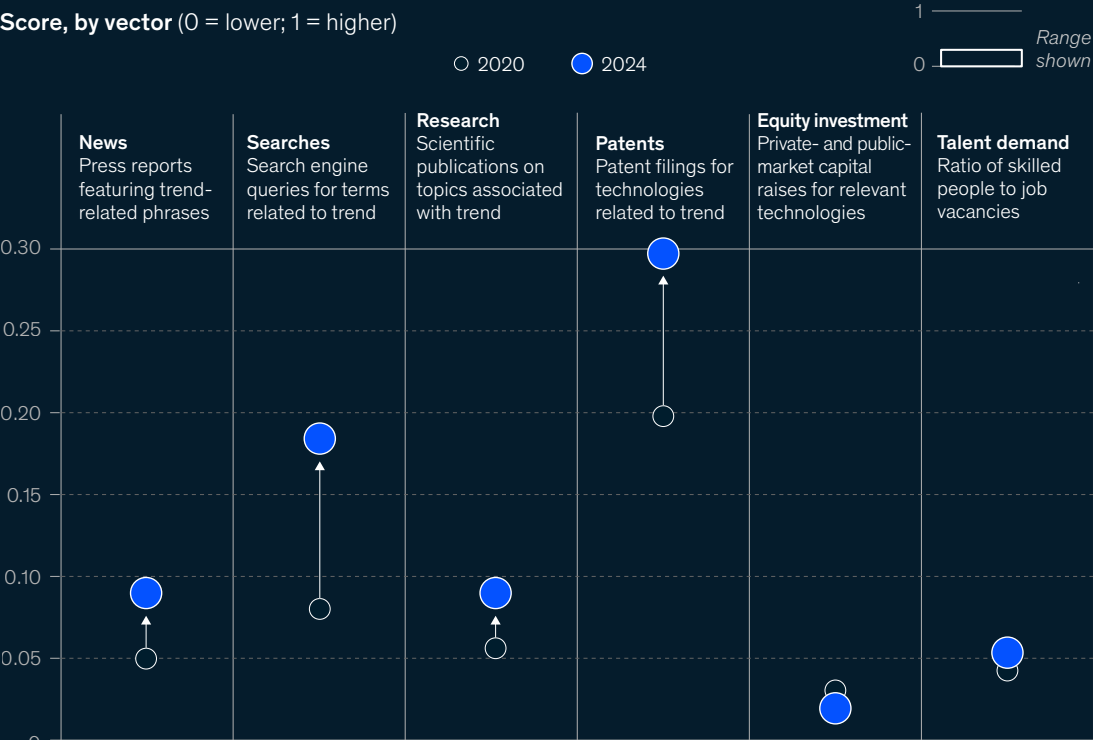 Score, by vector (0 = lower; 1 = higher)
1
0
Range
shown
2020
2024
News
Press reports
featuring trend-
related phrases
Searches
Search engine
queries for terms
related to trend
Research
Scientific
publications on
topics associated
with trend
Patents
Patent filings for
technologies
related to trend
Equity investment
Private- and public-
market capital
raises for relevant
technologies
Talent demand
Ratio of skilled
people to job
vacancies
0.30
0.25
0.20
0.15
0.10
0.05
0